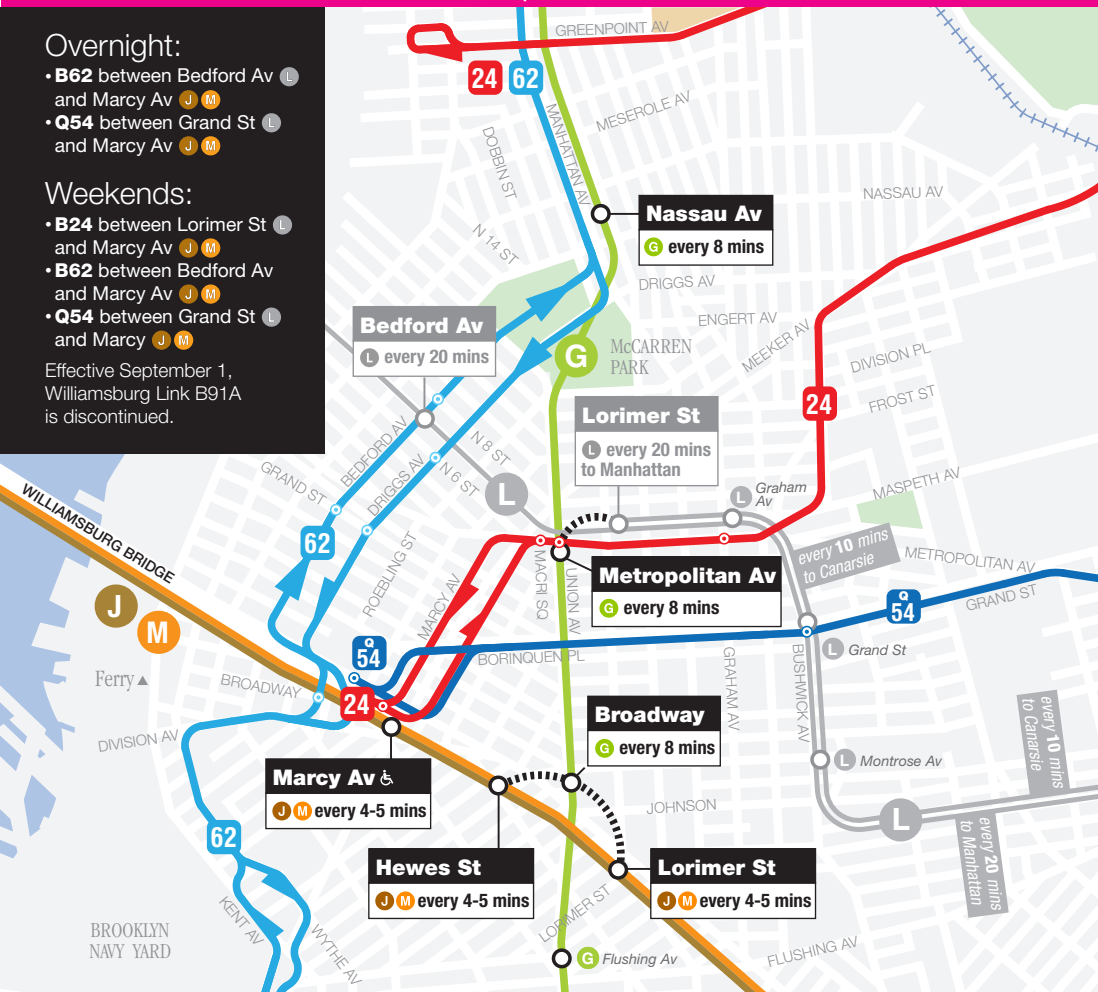 Overnight:
• B62 between Bedford Av L
and Marcy Av J M
• Q54 between Grand St L
and Marcy Av J M
Weekends:
• B24 between Lorimer St L
and Marcy Av J M
• B62 between Bedford Av
and Marcy Av J M
• Q54 between Grand St L
and Marcy J M
Effective September 1,
Williamsburg Link B91A
is discontinued.
GREENPOINT AV
24
62
MANHATTAN AV
MESEROLE AV
DOBBIN ST
NASSAU AV
Nassau Av
G every 8 mins
N 14 ST
DRIGGS AV
ENGERT AV
MEEKER AV
DIVISION PL
FROST ST
Bedford Av
L every 20 mins
G
McCARREN
PARK
24
Lorimer St
L every 20 mins
to Manhattan
BEDFORD AV
DRIGGS AV
N 8 ST
N 6 ST
GRAND ST
L
L Graham
Av
MASPETH AV
WILLIAMSBURG BRIDGE
62
ROEBLING ST
MARCY AV
MACRI SQ
UNION AV
every 10 mins
to Canarsie
METROPOLITAN AV
Metropolitan Av
G every 8 mins
J
M
Q
54
GRAND ST
Q
54
BORINQUEN PL
GRAHAM AV
BUSHWICK AV
L Grand St
Ferry
BROADWAY
24
DIVISION AV
Broadway
G every 8 mins
every 10 mins
to Canarsie
Marcy Av
J M every 4-5 mins
L Montrose Av
JOHNSON
L
every 20 mins
to Manhattan
62
Hewes St
J M every 4-5 mins
Lorimer St
J M every 4-5 mins
KENT AV
WYTHE AV
LORIMER ST
BROOKLYN
NAVY YARD
G Flushing Av
FLUSHING AV